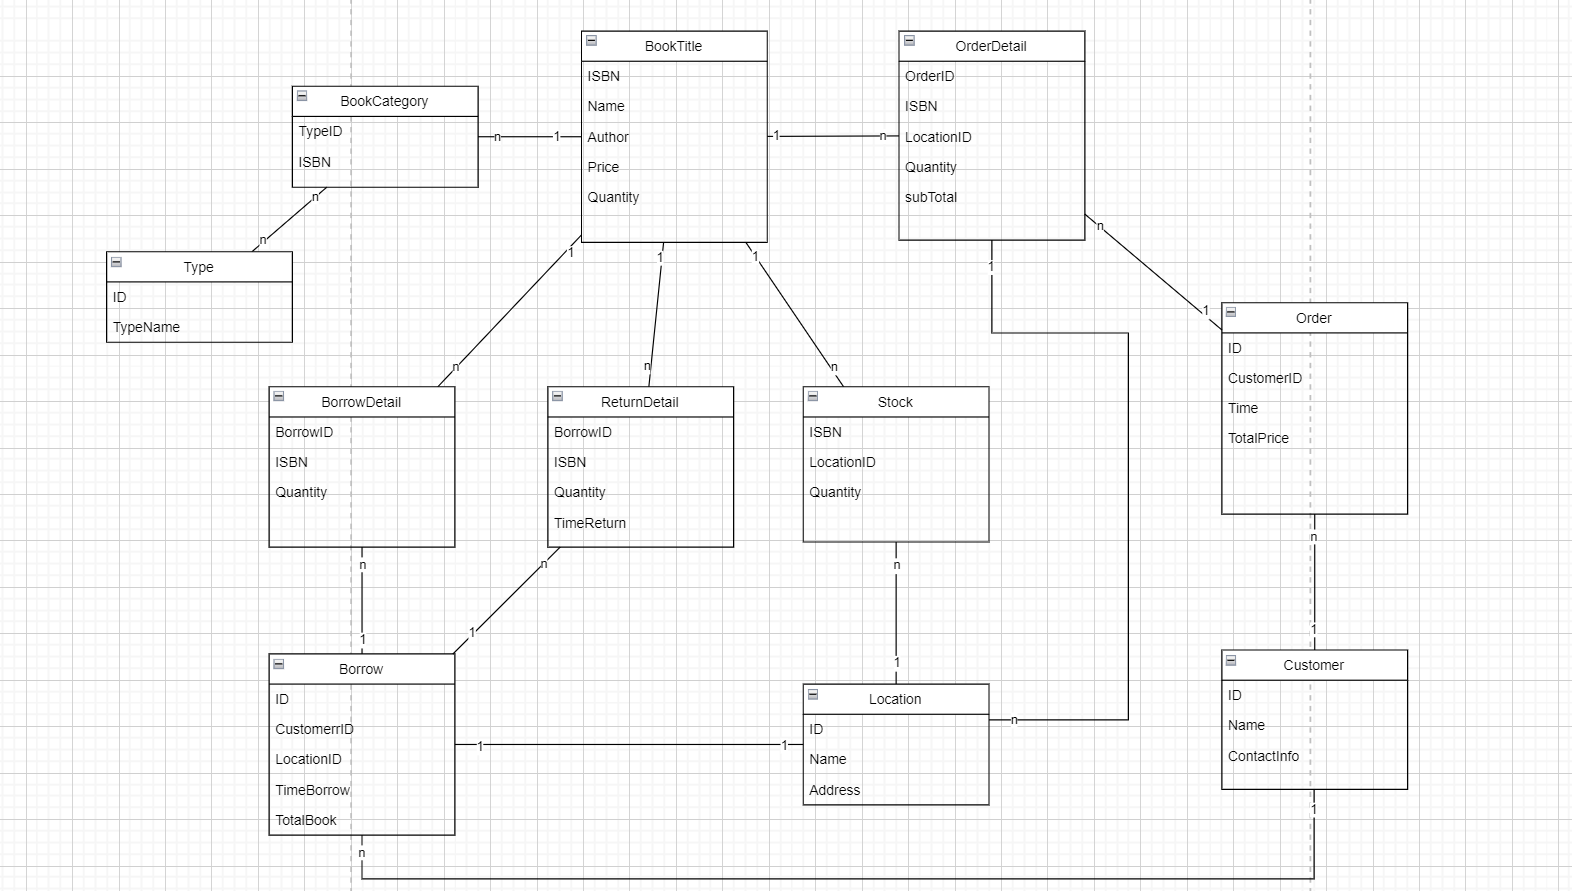 BookTitle
ISBN
Name
Author
Price
Quantity
OrderDetail
OrderID
ISBN
LocationID
Quantity
subTotal
BookCategory
TypeID
ISBN
n
1
1
n
n
n
Type
ID
TypeName
1
n
1
n
1
n
1
n
n
1
Order
ID
CustomerID
Time
TotalPrice
BorrowDetail
BorrowID
ISBN
Quantity
ReturnDetail
BorrowID
ISBN
Quantity
TimeReturn
Stock
ISBN
LocationID
Quantity
n
1
n
1
n
1
n
1
Borrow
ID
CustomerrID
LocationID
TimeBorrow
TotalBook
1
1
Location
ID
Name
Address
Customer
ID
Name
ContactInfo
n
1